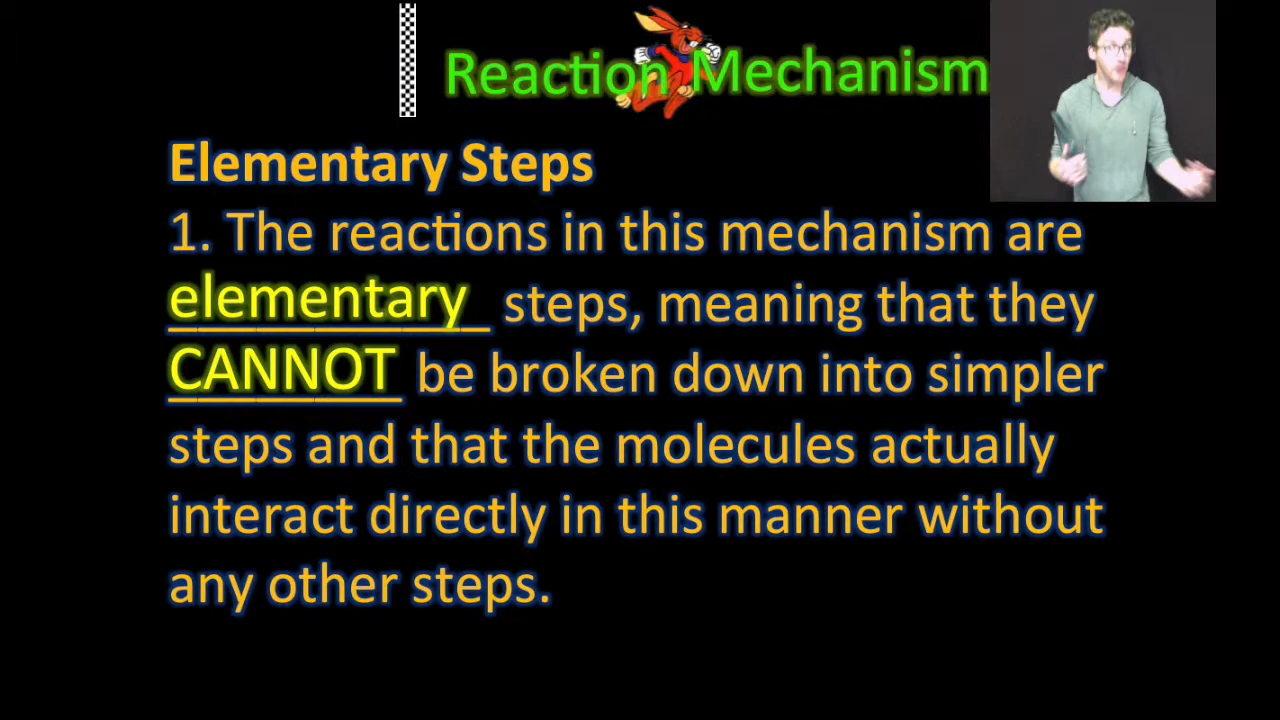 Reaction Mechanism
Elementary Steps
1. The reactions in this mechanism are
elementary steps, meaning that they
CANNOT be broken down into simpler
steps and that the molecules actually
interact directly in this manner without
any other steps.